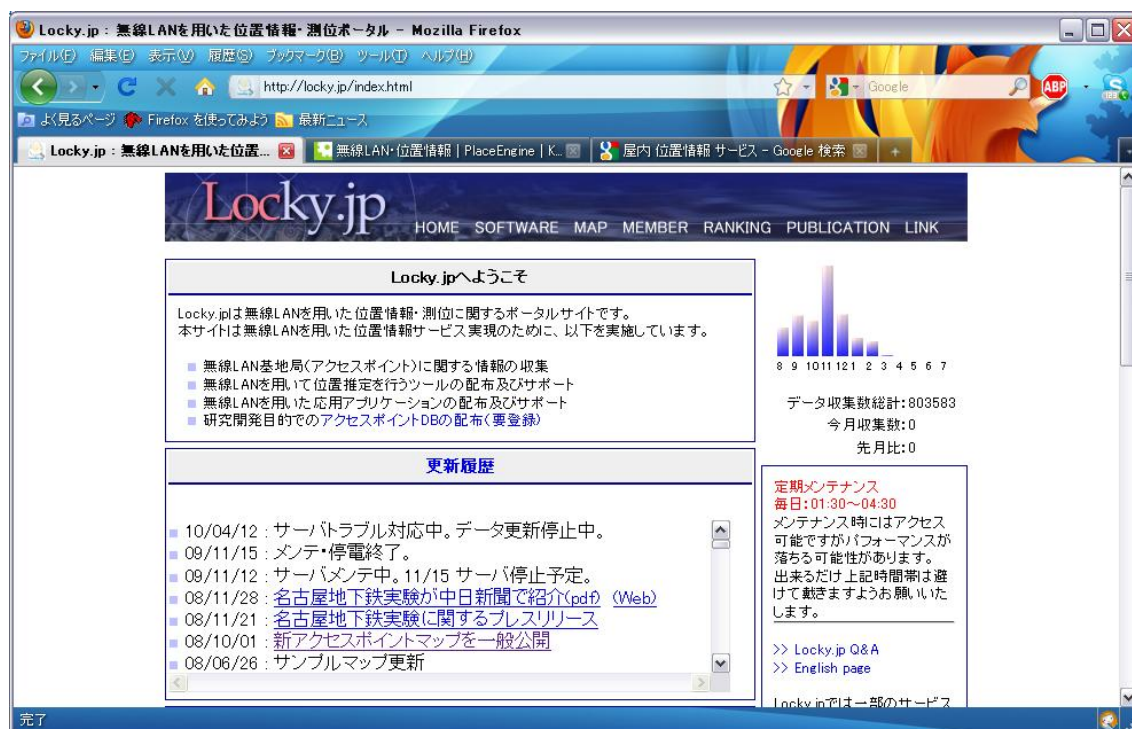 Locky.jp : 無線LANを用いた位置情報・測位ポータル - Mozilla Firefox
ファイル(F) 編集(E) 表示(V) 履歴(S) ブックマーク(B) ツール(T) ヘルプ(H)
http://locky.jp/index.html
Google
ABP
よく見るページ Firefox を使ってみよう 最新ニュース
Locky.jp : 無線LANを用いた位置... 無線LAN・位置情報 | PlaceEngine | K... 屋内 位置情報 サービス - Google 検索 +
Locky.jp
HOME SOFTWARE MAP MEMBER RANKING PUBLICATION LINK
Locky.jpへようこそ
Locky.jpは無線LANを用いた位置情報・測位に関するポータルサイトです。
本サイトは無線LANを用いた位置情報サービス実現のために、以下を実施しています。
無線LAN基地局(アクセスポイント)に関する情報の収集
無線LANを用いて位置推定を行うツールの配布及びサポート
無線LANを用いた応用アプリケーションの配布及びサポート
研究開発目的でのアクセスポイントDBの配布(要登録)
更新履歴
10/04/12 : サーバトラブル対応中。データ更新停止中。
09/11/15 : メンテ・停電終了。
09/11/12 : サーバメンテ中。11/15 サーバ停止予定。
08/11/28 : 名古屋地下鉄実験が中日新聞で紹介(pdf) (Web)
08/11/21 : 名古屋地下鉄実験に関するプレスリリース
08/10/01 : 新アクセスポイントマップを一般公開
08/06/26 : サンプルマップ更新
8 9 1011 121 2 3 4 5 6 7
データ収集数総計:803583
今月収集数:0
先月比:0
定期メンテナンス
毎日:01:30~04:30
メンテナンス時にはアクセス
可能ですがパフォーマンスが
落ちる可能性があります。
出来るだけ上記時間帯は避
けて戴きますようお願いいた
します。
>> Locky.jp Q&A
>> English page
Locky.jpでは一部のサービス
完了